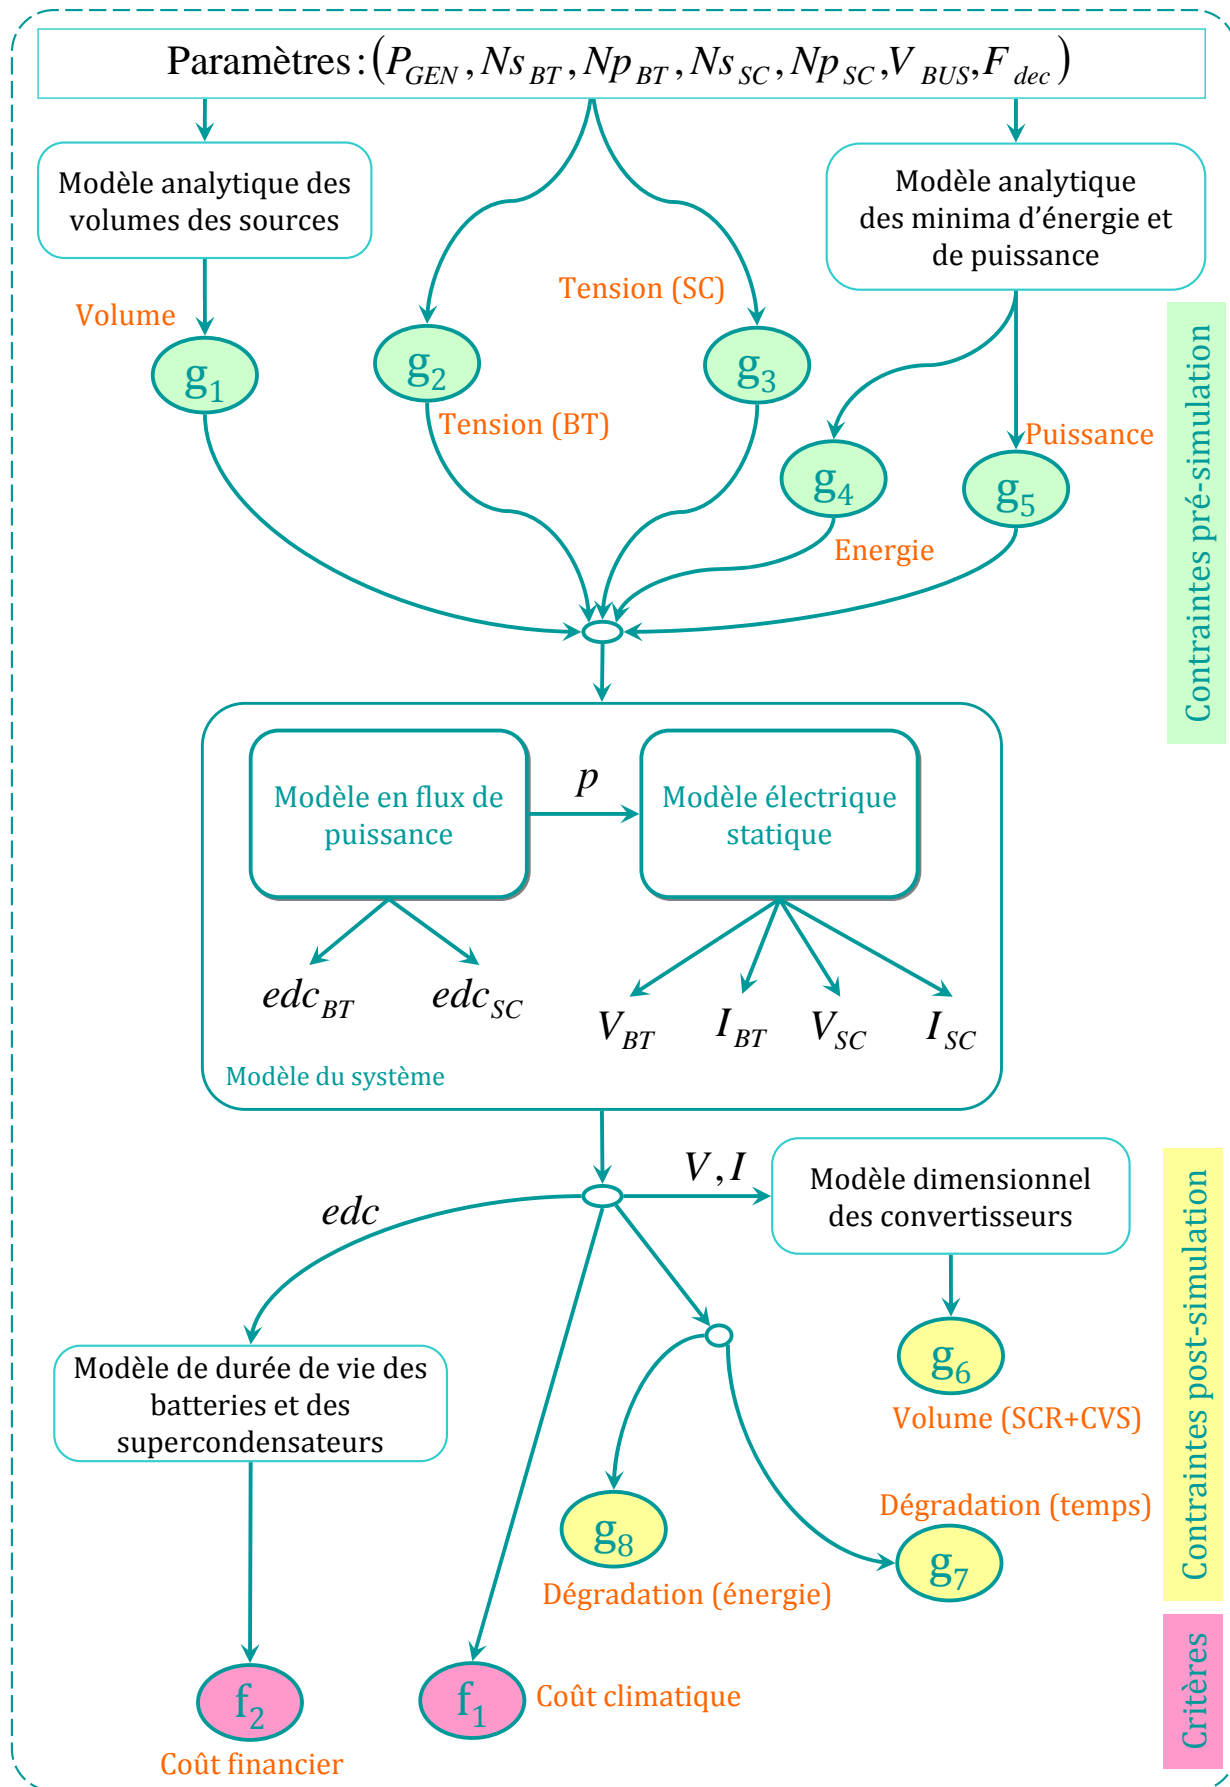 Paramètres : (P_GEN, Ns_BT, Np_BT, Ns_SC, Np_SC, V_BUS, F_dec)
Modèle analytique des
volumes des sources
Modèle analytique
des minima d'énergie et
de puissance
Tension (SC)
Volume
g1
g2
g3
Tension (BT)
Puissance
g4
g5
Energie
Contraintes pré-simulation
Modèle en flux de
puissance
p
Modèle électrique
statique
edc_BT
edc_SC
V_BT
I_BT
V_SC
I_SC
Modèle du système
V, I
Modèle dimensionnel
des convertisseurs
edc
Modèle de durée de vie des
batteries et des
supercondensateurs
g6
Volume (SCR+CVS)
Dégradation (temps)
g8
g7
Dégradation (énergie)
Contraintes post-simulation
f2
f1
Coût climatique
Coût financier
Critères